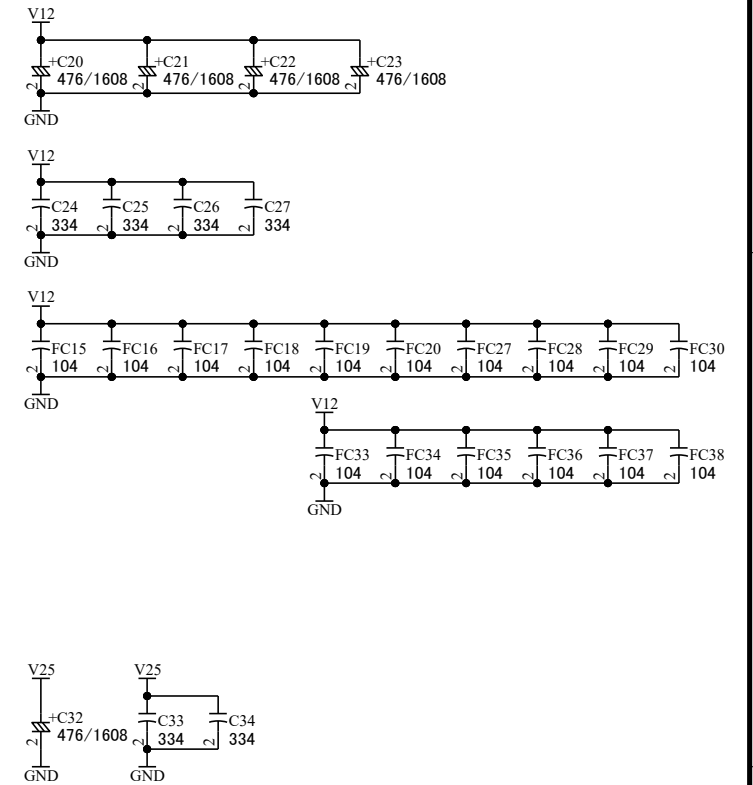 V12
+C20 +C21 +C22 +C23
476/1608 476/1608 476/1608 476/1608
2 2 2 2
GND
V12
C24 C25 C26 C27
334 334 334 334
2 2 2 2
GND
V12
FC15 FC16 FC17 FC18 FC19 FC20 FC27 FC28 FC29 FC30
104 104 104 104 104 104 104 104 104 104
2 2 2 2 2 2 2 2 2 2
GND
V12
FC33 FC34 FC35 FC36 FC37 FC38
104 104 104 104 104 104
2 2 2 2 2 2
GND
V25 V25
+C32 C33 C34
476/1608 334 334
2 2 2
GND GND